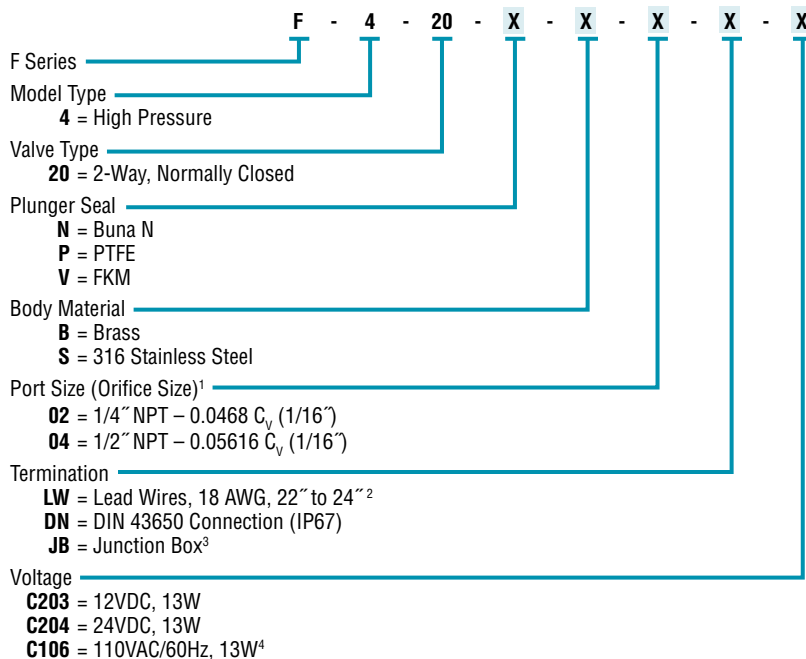 F - 4 - 20 - X - X - X - X - X
F Series
Model Type
4 = High Pressure
Valve Type
20 = 2-Way, Normally Closed
Plunger Seal
N = Buna N
P = PTFE
V = FKM
Body Material
B = Brass
S = 316 Stainless Steel
Port Size (Orifice Size)¹
02 = 1/4˝ NPT – 0.0468 Cᵥ (1/16˝)
04 = 1/2˝ NPT – 0.05616 Cᵥ (1/16˝)
Termination
LW = Lead Wires, 18 AWG, 22˝ to 24˝ ²
DN = DIN 43650 Connection (IP67)
JB = Junction Box³
Voltage
C203 = 12VDC, 13W
C204 = 24VDC, 13W
C106 = 110VAC/60Hz, 13W⁴